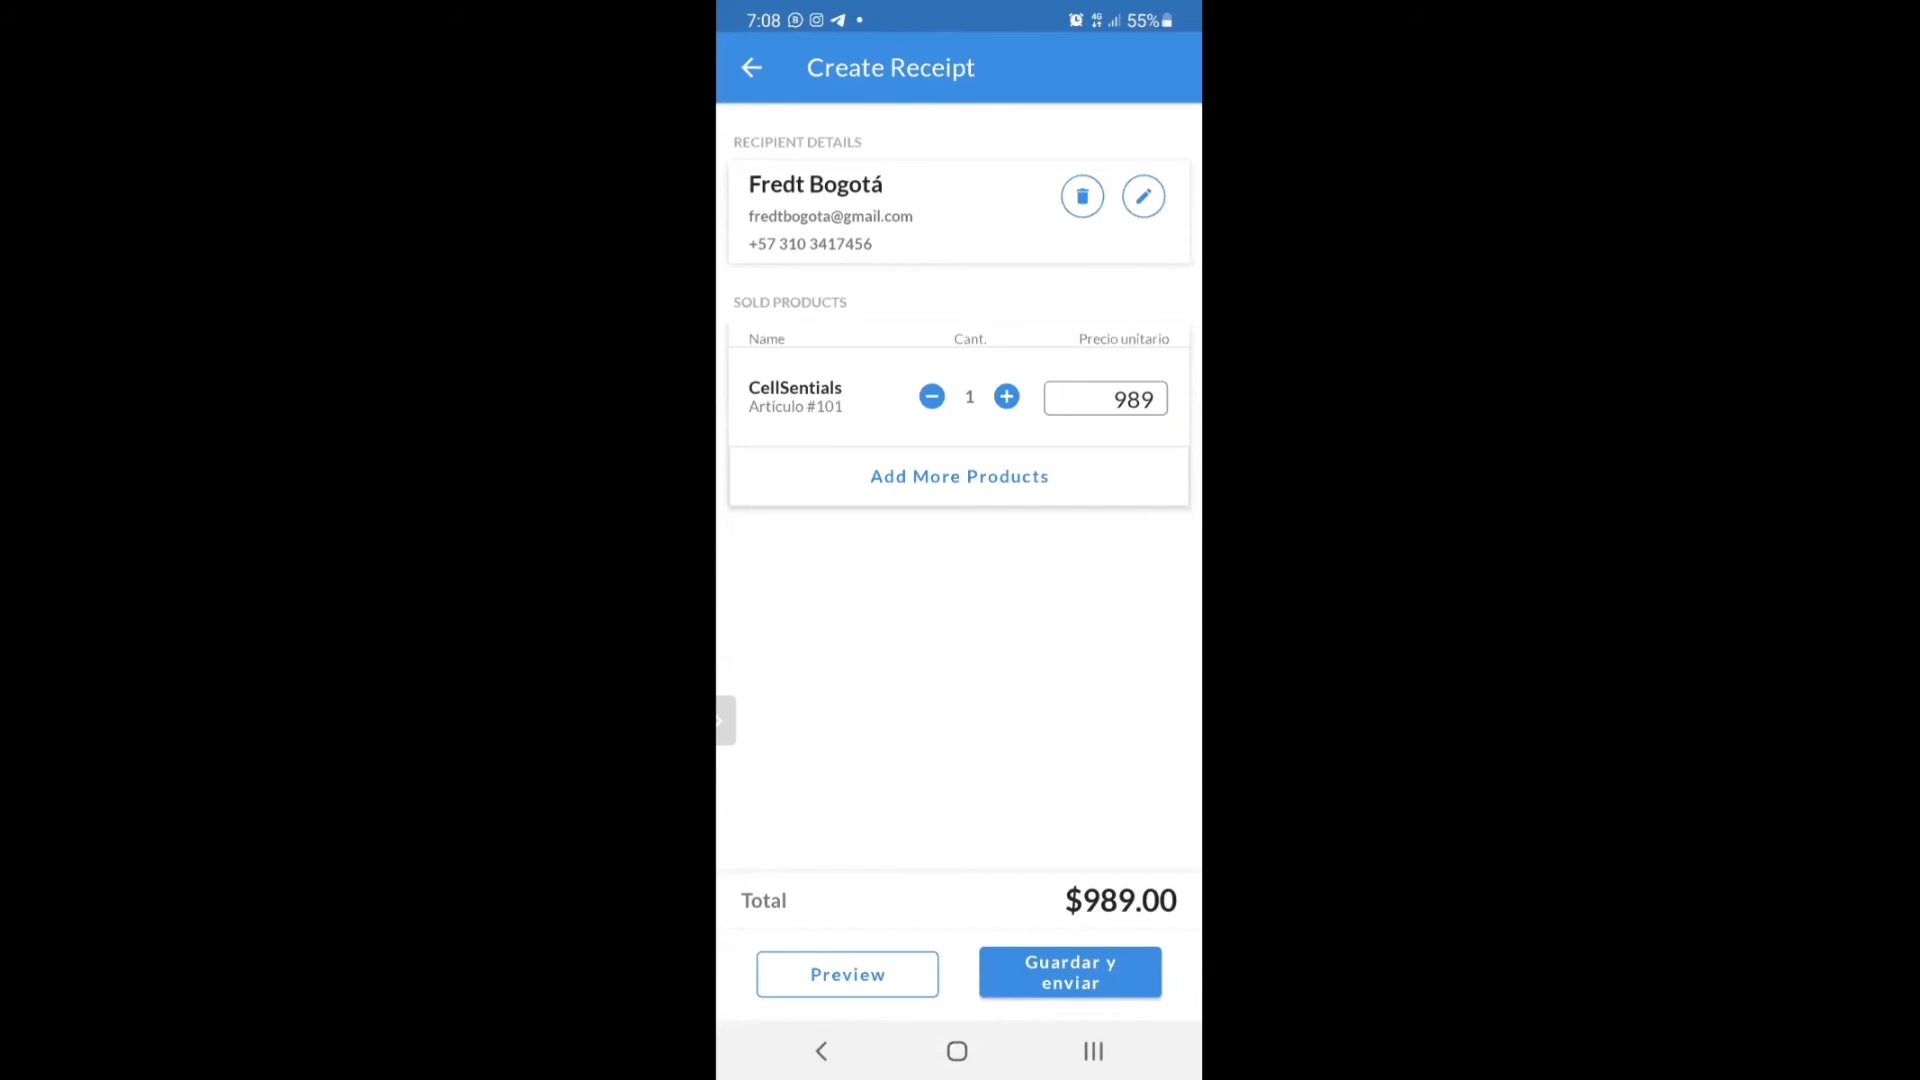 7:08 55%
Create Receipt
RECIPIENT DETAILS
Fredt Bogotá
fredtbogota@gmail.com
+57 310 3417456
SOLD PRODUCTS
Name Cant. Precio unitario
CellSentials
Artículo #101
1 989
Add More Products
Total $989.00
Preview
Guardar y
enviar